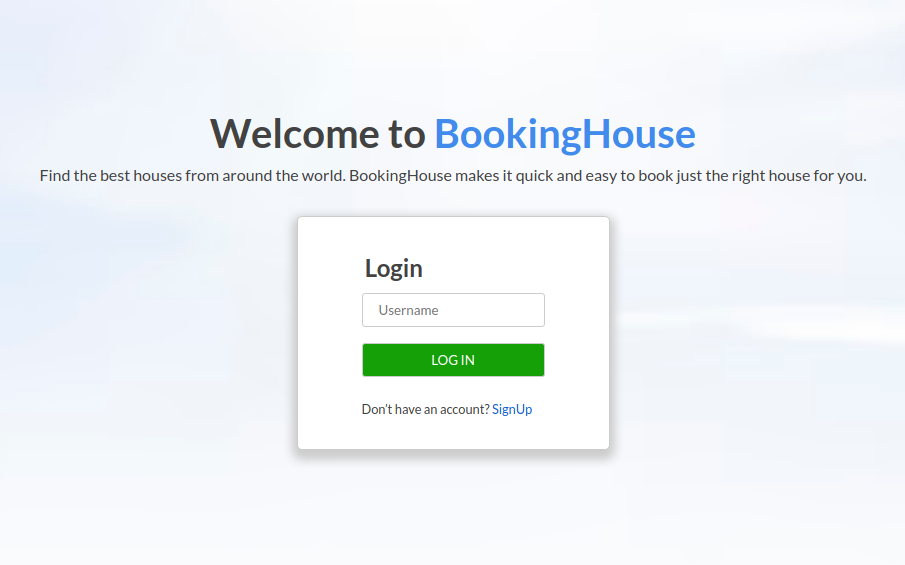 Welcome to BookingHouse
Find the best houses from around the world. BookingHouse makes it quick and easy to book just the right house for you.
Login
Username
LOG IN
Don't have an account? SignUp